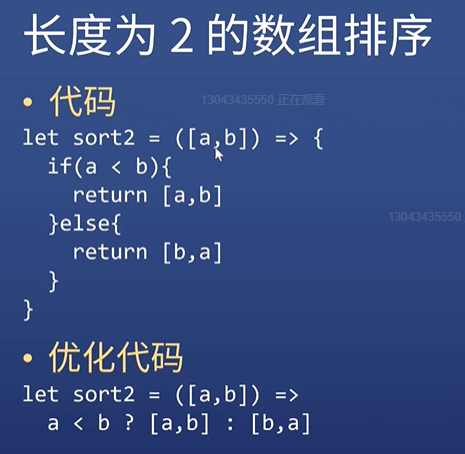 长度为 2 的数组排序
• 代码
13043435550 正在观看
let sort2 = ([a,b]) => {
  if(a < b){
    return [a,b]
13043435550
  }else{
    return [b,a]
  }
}
• 优化代码
let sort2 = ([a,b]) =>
  a < b ? [a,b] : [b,a]